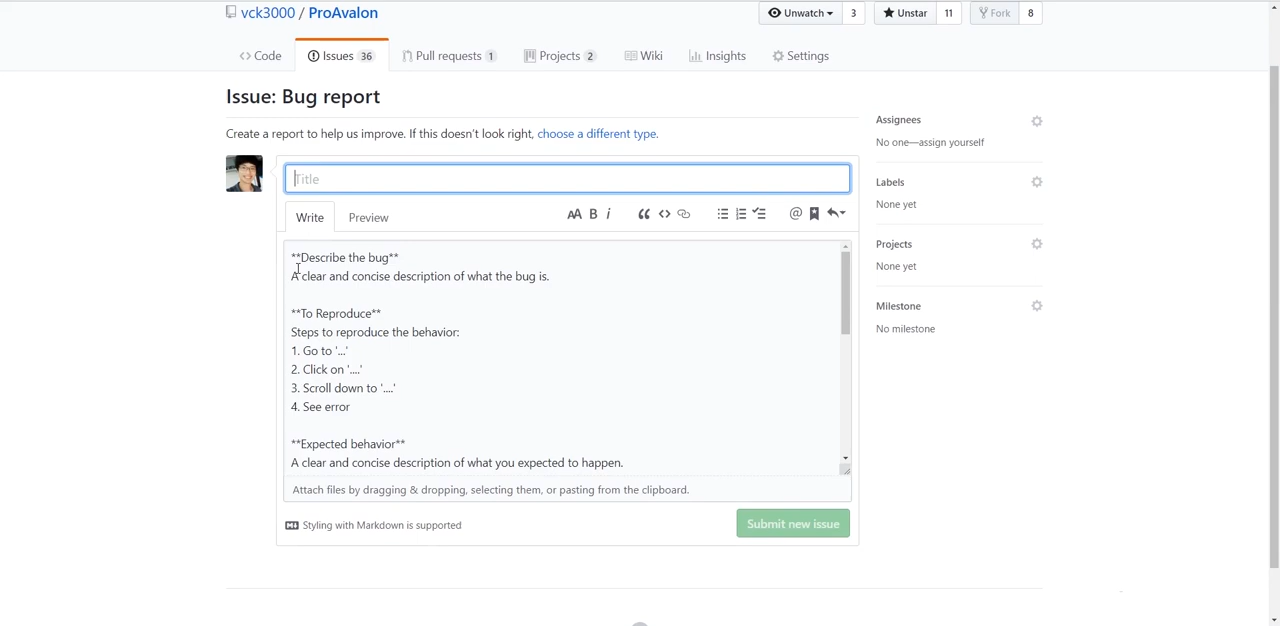 vck3000 / ProAvalon
Unwatch 3 Unstar 11 Fork 8
Code Issues 36 Pull requests 1 Projects 2 Wiki Insights Settings
Issue: Bug report
Create a report to help us improve. If this doesn't look right, choose a different type.
Title
Write Preview
**Describe the bug**
A clear and concise description of what the bug is.
**To Reproduce**
Steps to reproduce the behavior:
1. Go to '...'
2. Click on '....'
3. Scroll down to '....'
4. See error
**Expected behavior**
A clear and concise description of what you expected to happen.
Attach files by dragging & dropping, selecting them, or pasting from the clipboard.
Styling with Markdown is supported
Submit new issue
Assignees
No one—assign yourself
Labels
None yet
Projects
None yet
Milestone
No milestone